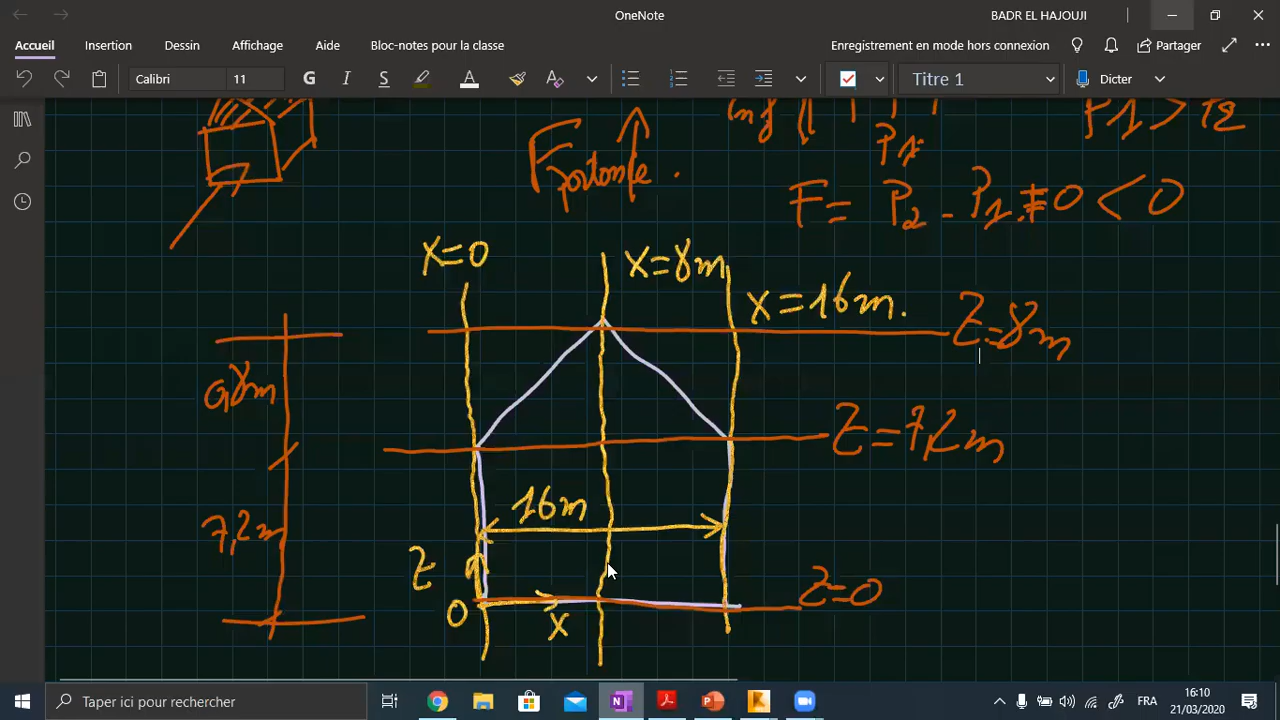 OneNote
BADR EL HAJOUJI
Accueil Insertion Dessin Affichage Aide Bloc-notes pour la classe
Enregistrement en mode hors connexion Partager
Calibri 11 G I S A Titre 1 Dicter
P1 > P2
P1
Fportante.
F = P2 - P1 ≠ 0 < 0
X=0
X=8m
X=16m.
Z=8m
0,8m
Z=7,2m
16m
7,2m
Z
Z=0
0
X
Taper ici pour rechercher
FRA
16:10
21/03/2020